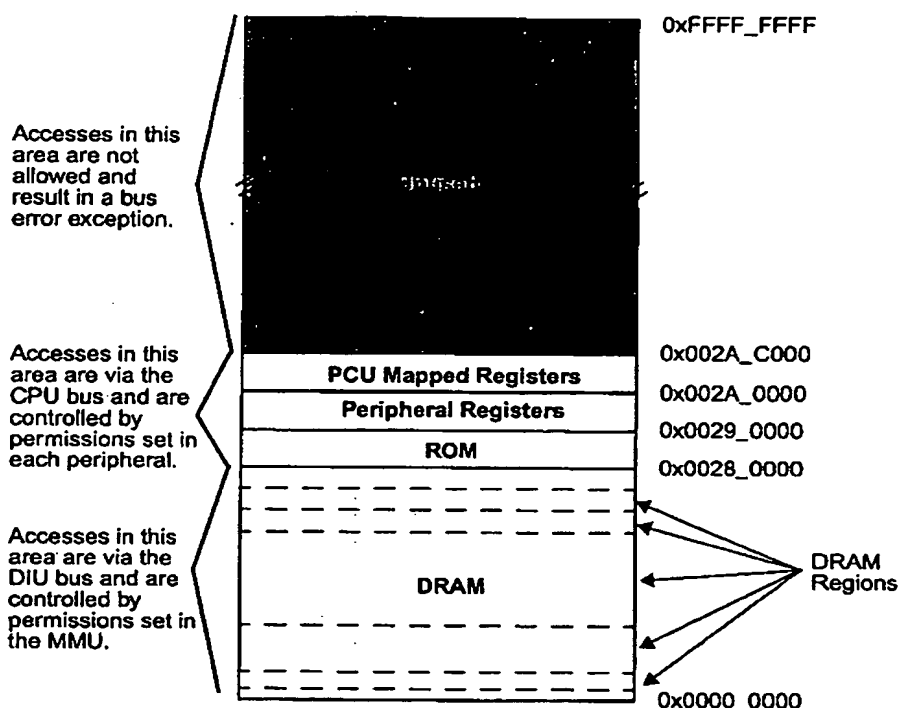 0xFFFF_FFFF
Accesses in this
area are not
allowed and
result in a bus
error exception.
0x002A_C000
Accesses in this
area are via the
CPU bus and are
controlled by
permissions set in
each peripheral.
PCU Mapped Registers
0x002A_0000
Peripheral Registers
0x0029_0000
ROM
0x0028_0000
Accesses in this
area are via the
DIU bus and are
controlled by
permissions set in
the MMU.
DRAM
DRAM
Regions
0x0000_0000